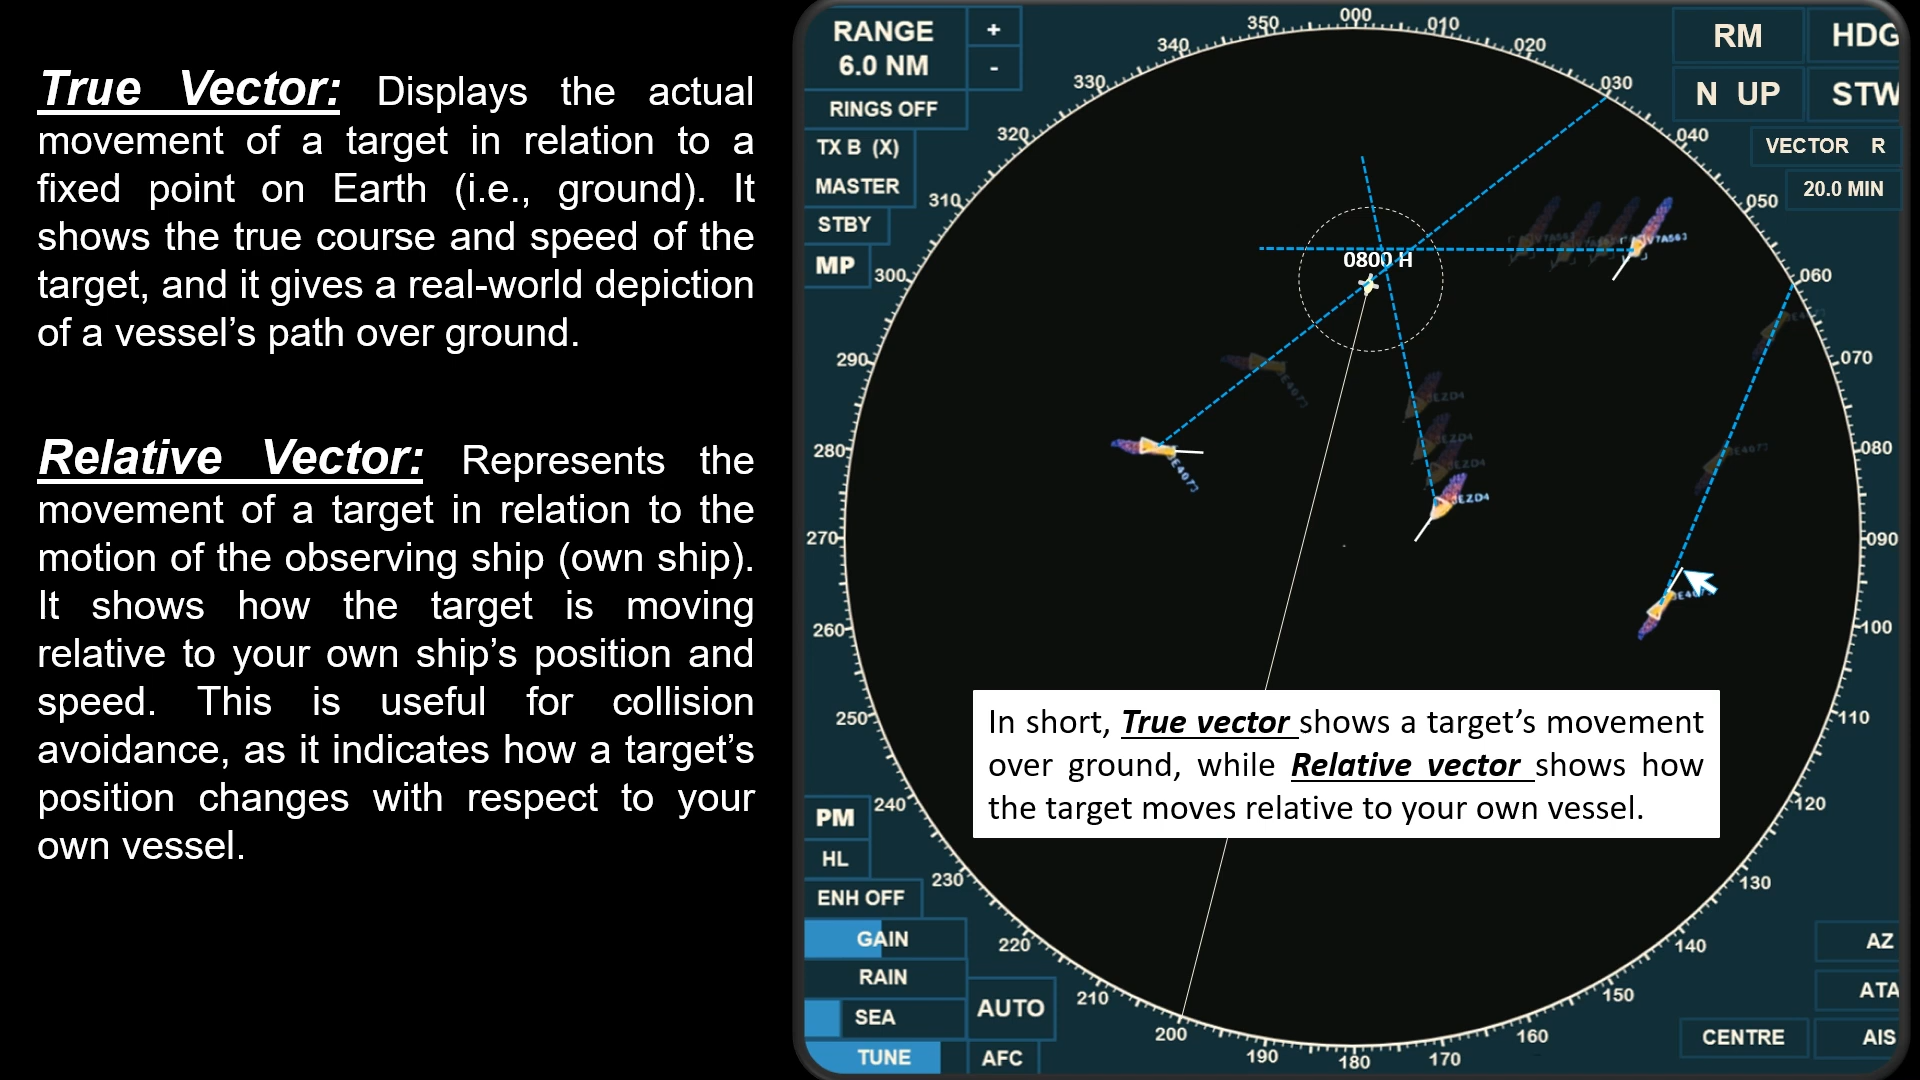 True Vector: Displays the actual
movement of a target in relation to a
fixed point on Earth (i.e., ground). It
shows the true course and speed of the
target, and it gives a real-world depiction
of a vessel's path over ground.
Relative Vector: Represents the
movement of a target in relation to the
motion of the observing ship (own ship).
It shows how the target is moving
relative to your own ship's position and
speed. This is useful for collision
avoidance, as it indicates how a target's
position changes with respect to your
own vessel.
RANGE
6.0 NM
+
-
RINGS OFF
TX B (X)
MASTER
STBY
MP
RM
HDG
N UP
STW
VECTOR R
20.0 MIN
000
010
020
030
040
050
060
070
080
090
100
110
120
130
140
150
160
170
180
190
200
210
220
230
240
250
260
270
280
290
300
310
320
330
340
350
0800 H
V7A563
JE4073
JE4073
JEZD4
JEZD4
JEZD4
JEZD4
In short, True vector shows a target's movement
over ground, while Relative vector shows how
the target moves relative to your own vessel.
PM
HL
ENH OFF
GAIN
RAIN
SEA
TUNE
AUTO
AFC
AZ
ATA
CENTRE
AIS